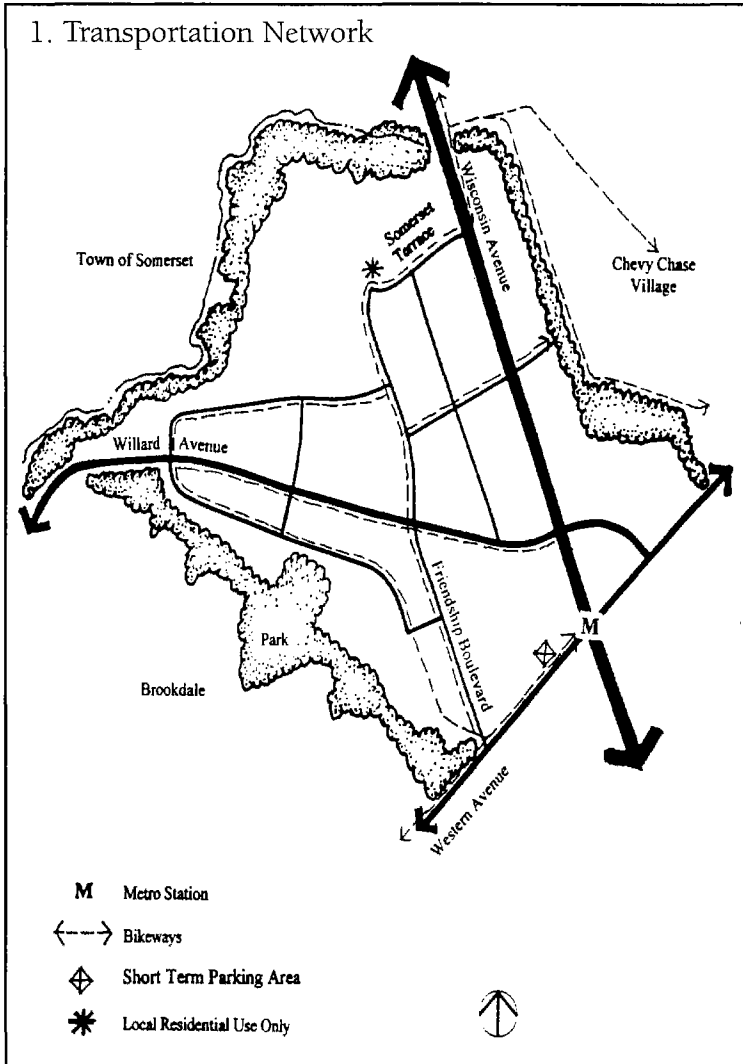 1. Transportation Network
Wisconsin Avenue
Somerset
Terrace
Town of Somerset
Chevy Chase
Village
Willard Avenue
Friendship Boulevard
M
Park
Brookdale
Western Avenue
M Metro Station
Bikeways
Short Term Parking Area
Local Residential Use Only